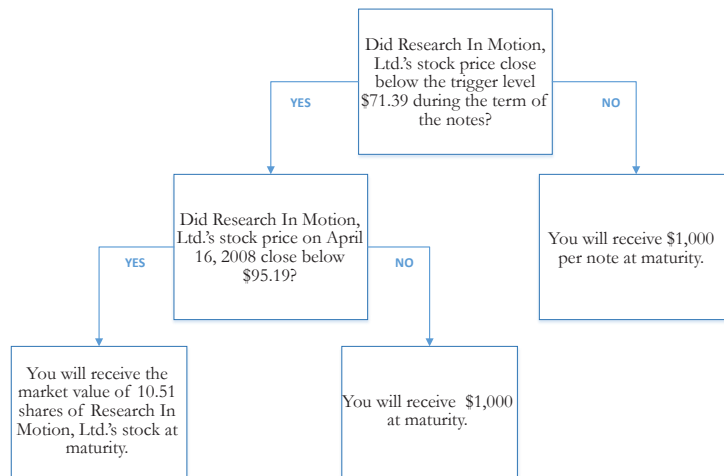 Did Research In Motion,
Ltd.'s stock price close
below the trigger level
$71.39 during the term of
the notes?
YES
NO
Did Research In Motion,
Ltd.'s stock price on April
16, 2008 close below
$95.19?
You will receive $1,000
per note at maturity.
YES
NO
You will receive the
market value of 10.51
shares of Research In
Motion, Ltd.'s stock at
maturity.
You will receive $1,000
at maturity.